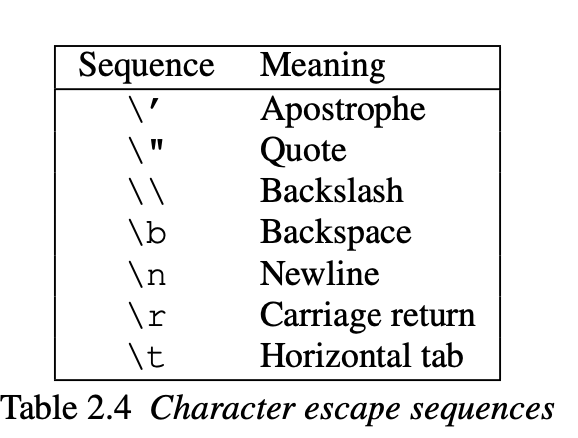 Sequence Meaning
\' Apostrophe
\" Quote
\\ Backslash
\b Backspace
\n Newline
\r Carriage return
\t Horizontal tab
Table 2.4 Character escape sequences